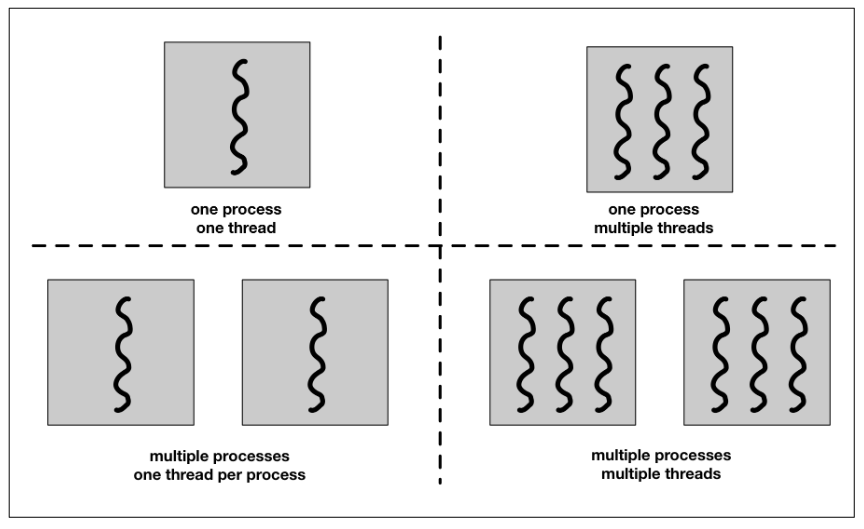 one process
one thread
one process
multiple threads
multiple processes
one thread per process
multiple processes
multiple threads